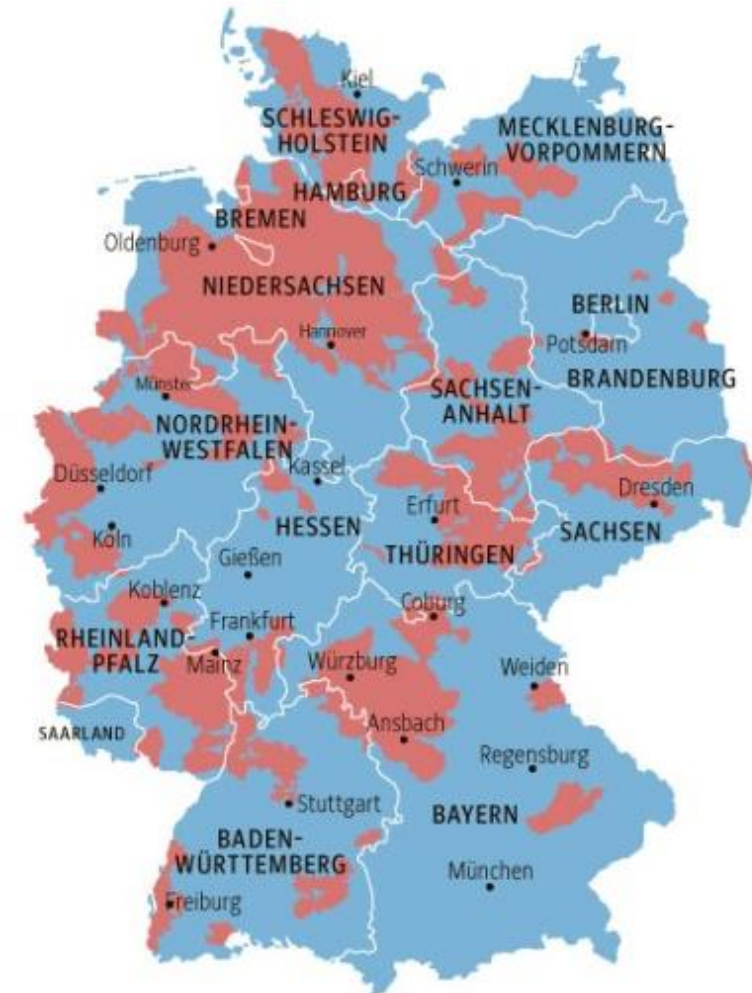 Kiel
SCHLESWIG-
HOLSTEIN
MECKLENBURG-
VORPOMMERN
Schwerin
HAMBURG
BREMEN
Oldenburg
NIEDERSACHSEN
BERLIN
Hannover
Potsdam
BRANDENBURG
Münster
SACHSEN-
ANHALT
NORDRHEIN-
WESTFALEN
Kassel
Düsseldorf
Dresden
Erfurt
HESSEN
Köln
SACHSEN
THÜRINGEN
Gießen
Koblenz
Coburg
Frankfurt
RHEINLAND-
PFALZ
Mainz
Würzburg
Weiden
Ansbach
SAARLAND
Regensburg
Stuttgart
BAYERN
BADEN-
WÜRTTEMBERG
München
Freiburg